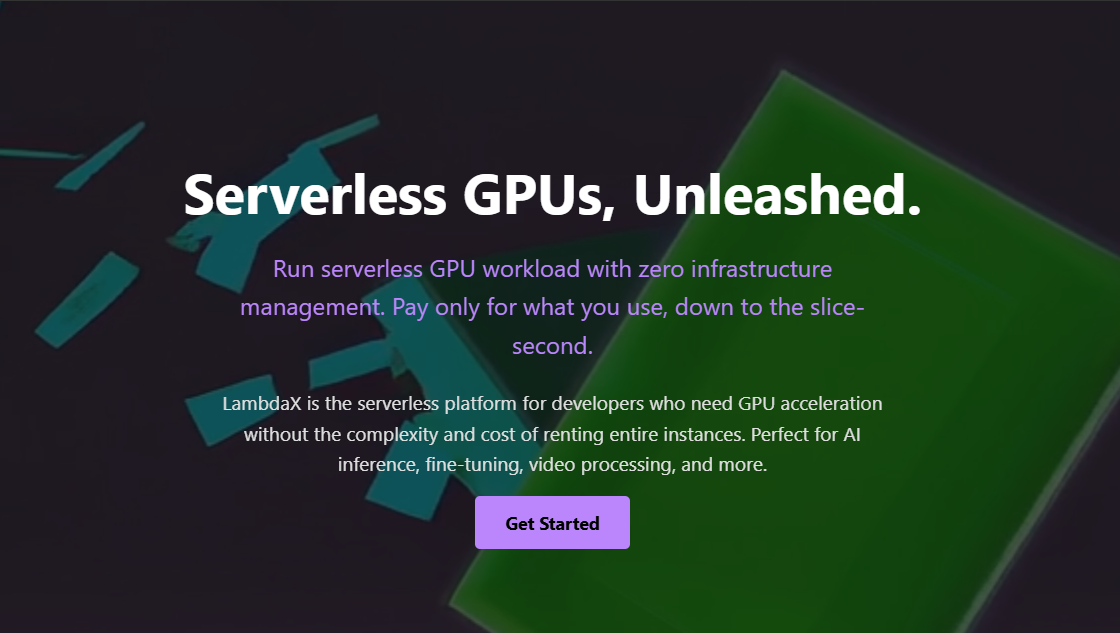 Serverless GPUs, Unleashed.
Run serverless GPU workload with zero infrastructure
management. Pay only for what you use, down to the slice-
second.
LambdaX is the serverless platform for developers who need GPU acceleration
without the complexity and cost of renting entire instances. Perfect for AI
inference, fine-tuning, video processing, and more.
Get Started